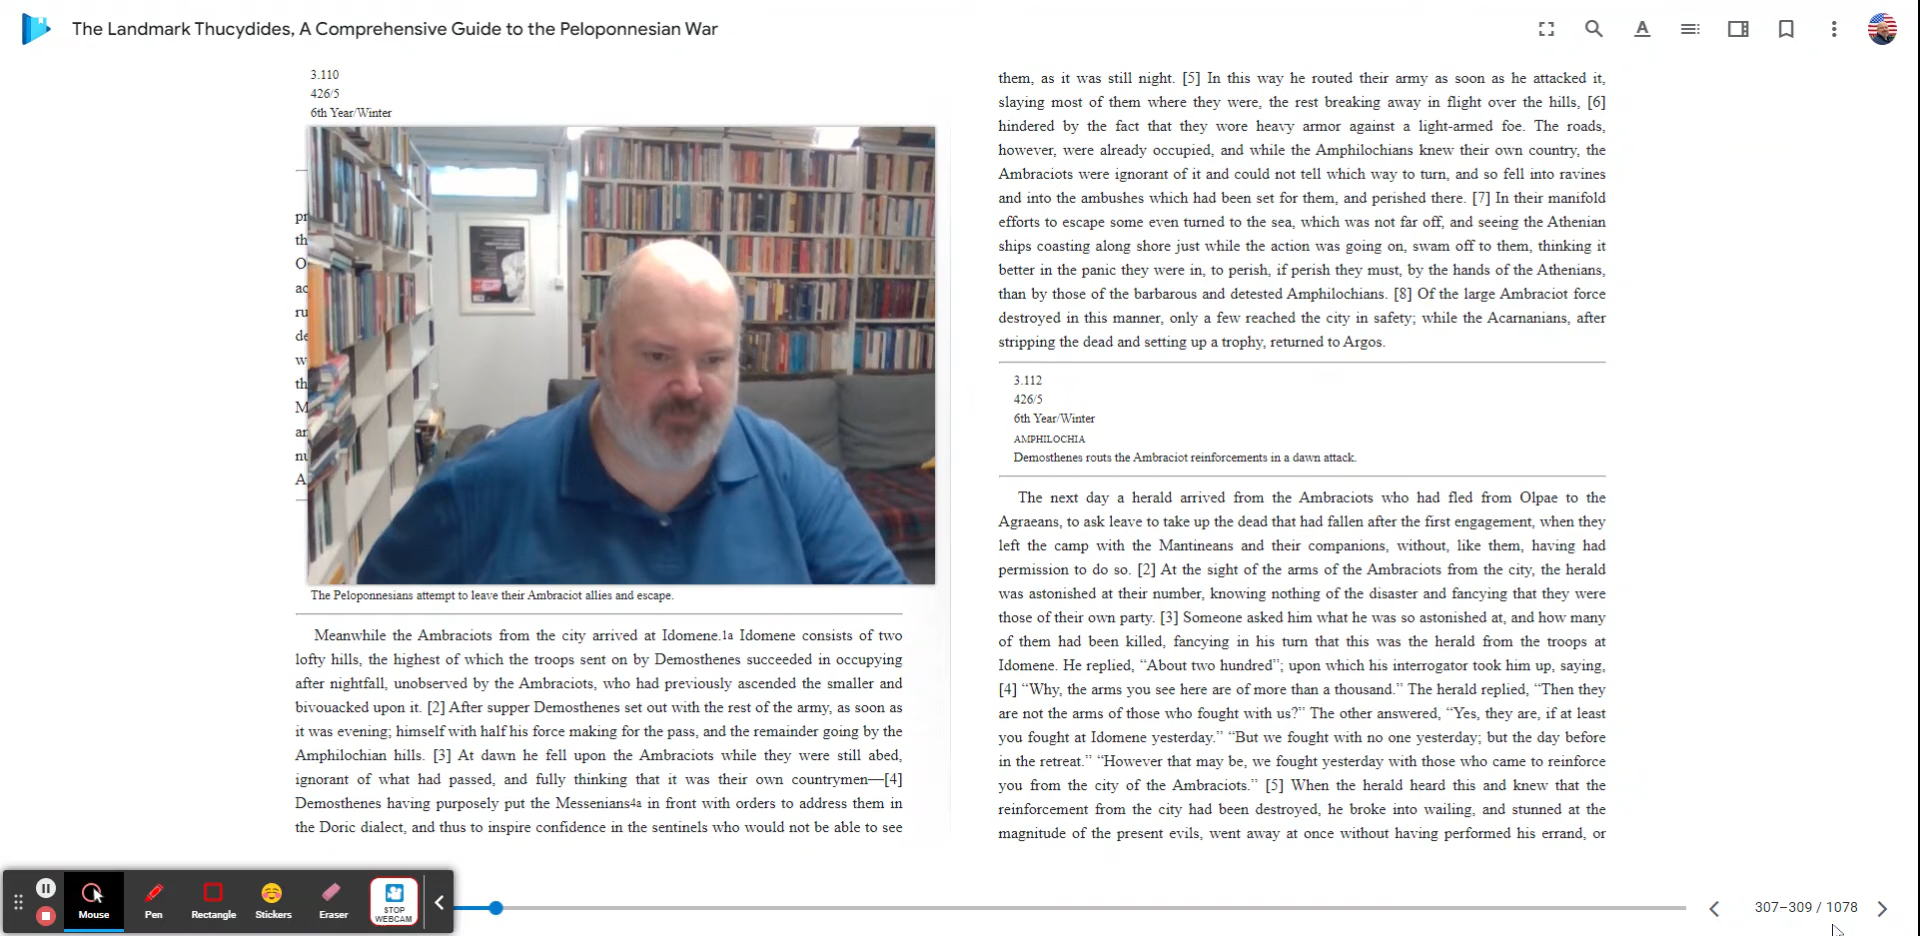 The Landmark Thucydides, A Comprehensive Guide to the Peloponnesian War
3.110
426/5
6th Year/Winter
The Peloponnesians attempt to leave their Ambraciot allies and escape.
Meanwhile the Ambraciots from the city arrived at Idomene.1a Idomene consists of two
lofty hills, the highest of which the troops sent on by Demosthenes succeeded in occupying
after nightfall, unobserved by the Ambraciots, who had previously ascended the smaller and
bivouacked upon it. [2] After supper Demosthenes set out with the rest of the army, as soon as
it was evening; himself with half his force making for the pass, and the remainder going by the
Amphilochian hills. [3] At dawn he fell upon the Ambraciots while they were still abed,
ignorant of what had passed, and fully thinking that it was their own countrymen—[4]
Demosthenes having purposely put the Messenians4a in front with orders to address them in
the Doric dialect, and thus to inspire confidence in the sentinels who would not be able to see
them, as it was still night. [5] In this way he routed their army as soon as he attacked it,
slaying most of them where they were, the rest breaking away in flight over the hills, [6]
hindered by the fact that they wore heavy armor against a light-armed foe. The roads,
however, were already occupied, and while the Amphilochians knew their own country, the
Ambraciots were ignorant of it and could not tell which way to turn, and so fell into ravines
and into the ambushes which had been set for them, and perished there. [7] In their manifold
efforts to escape some even turned to the sea, which was not far off, and seeing the Athenian
ships coasting along shore just while the action was going on, swam off to them, thinking it
better in the panic they were in, to perish, if perish they must, by the hands of the Athenians,
than by those of the barbarous and detested Amphilochians. [8] Of the large Ambraciot force
destroyed in this manner, only a few reached the city in safety; while the Acarnanians, after
stripping the dead and setting up a trophy, returned to Argos.
3.112
426/5
6th Year/Winter
AMPHILOCHIA
Demosthenes routs the Ambraciot reinforcements in a dawn attack.
The next day a herald arrived from the Ambraciots who had fled from Olpae to the
Agraeans, to ask leave to take up the dead that had fallen after the first engagement, when they
left the camp with the Mantineans and their companions, without, like them, having had
permission to do so. [2] At the sight of the arms of the Ambraciots from the city, the herald
was astonished at their number, knowing nothing of the disaster and fancying that they were
those of their own party. [3] Someone asked him what he was so astonished at, and how many
of them had been killed, fancying in his turn that this was the herald from the troops at
Idomene. He replied, “About two hundred”; upon which his interrogator took him up, saying,
[4] “Why, the arms you see here are of more than a thousand.” The herald replied, “Then they
are not the arms of those who fought with us?” The other answered, “Yes, they are, if at least
you fought at Idomene yesterday.” “But we fought with no one yesterday; but the day before
in the retreat.” “However that may be, we fought yesterday with those who came to reinforce
you from the city of the Ambraciots.” [5] When the herald heard this and knew that the
reinforcement from the city had been destroyed, he broke into wailing, and stunned at the
magnitude of the present evils, went away at once without having performed his errand, or
Mouse
Pen
Rectangle
Stickers
Eraser
STOP
WEBCAM
307–309 / 1078